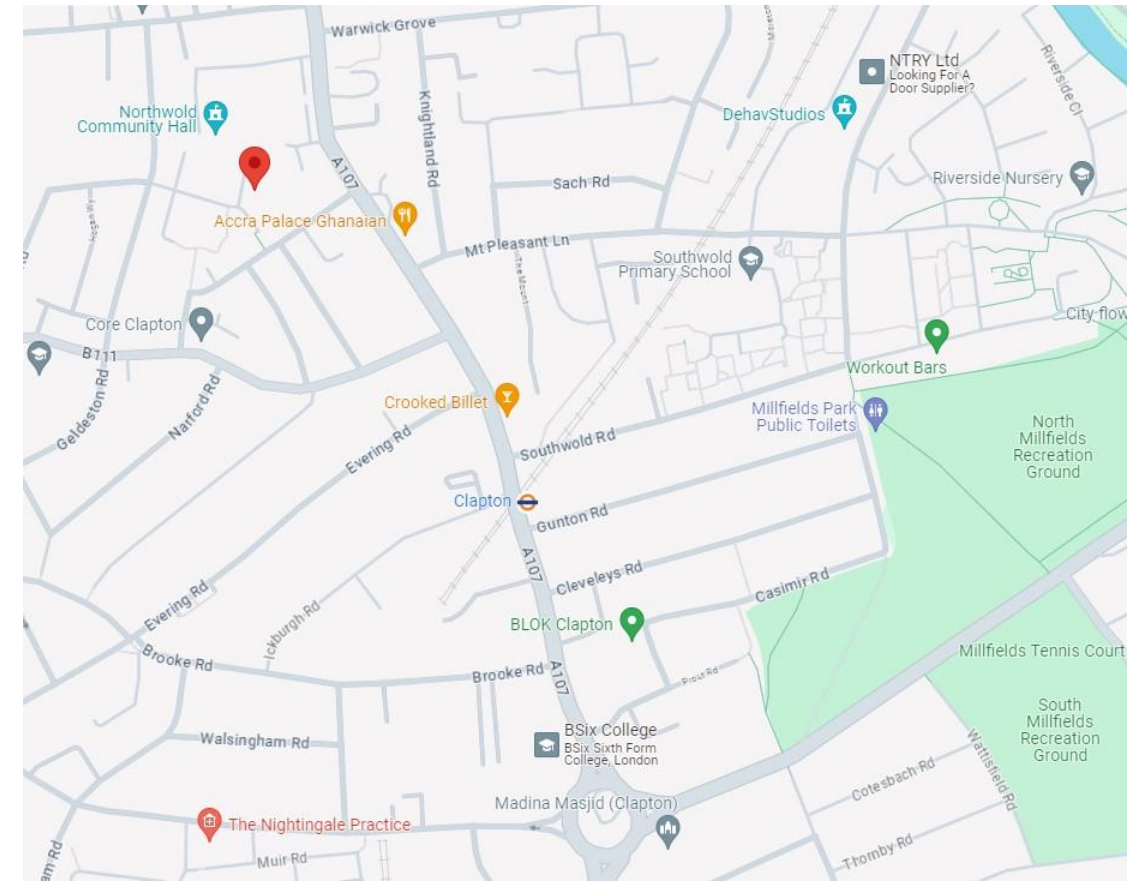 Warwick Grove
NTRY Ltd
Looking For A
Door Supplier?
Riverside Cl
Northwold
Community Hall
Knightland Rd
DehavStudios
A107
Sach Rd
Riverside Nursery
Accra Palace Ghanaian
Mt Pleasant Ln
Southwold
Primary School
The Mount
Core Clapton
City flow
B111
Workout Bars
Geldeston Rd
Narford Rd
Crooked Billet
Millfields Park
Public Toilets
North
Millfields
Recreation
Ground
Evering Rd
Southwold Rd
Clapton
Gunton Rd
A107
Cleveleys Rd
Casimir Rd
Evering Rd
Ickburgh Rd
BLOK Clapton
Brooke Rd
Millfields Tennis Court
Brooke Rd
A107
Prout Rd
South
Millfields
Recreation
Ground
BSix College
BSix Sixth Form
College, London
Walsingham Rd
Wattisfield Rd
Cotesbach Rd
Madina Masjid (Clapton)
The Nightingale Practice
Muir Rd
Thornby Rd
am Rd